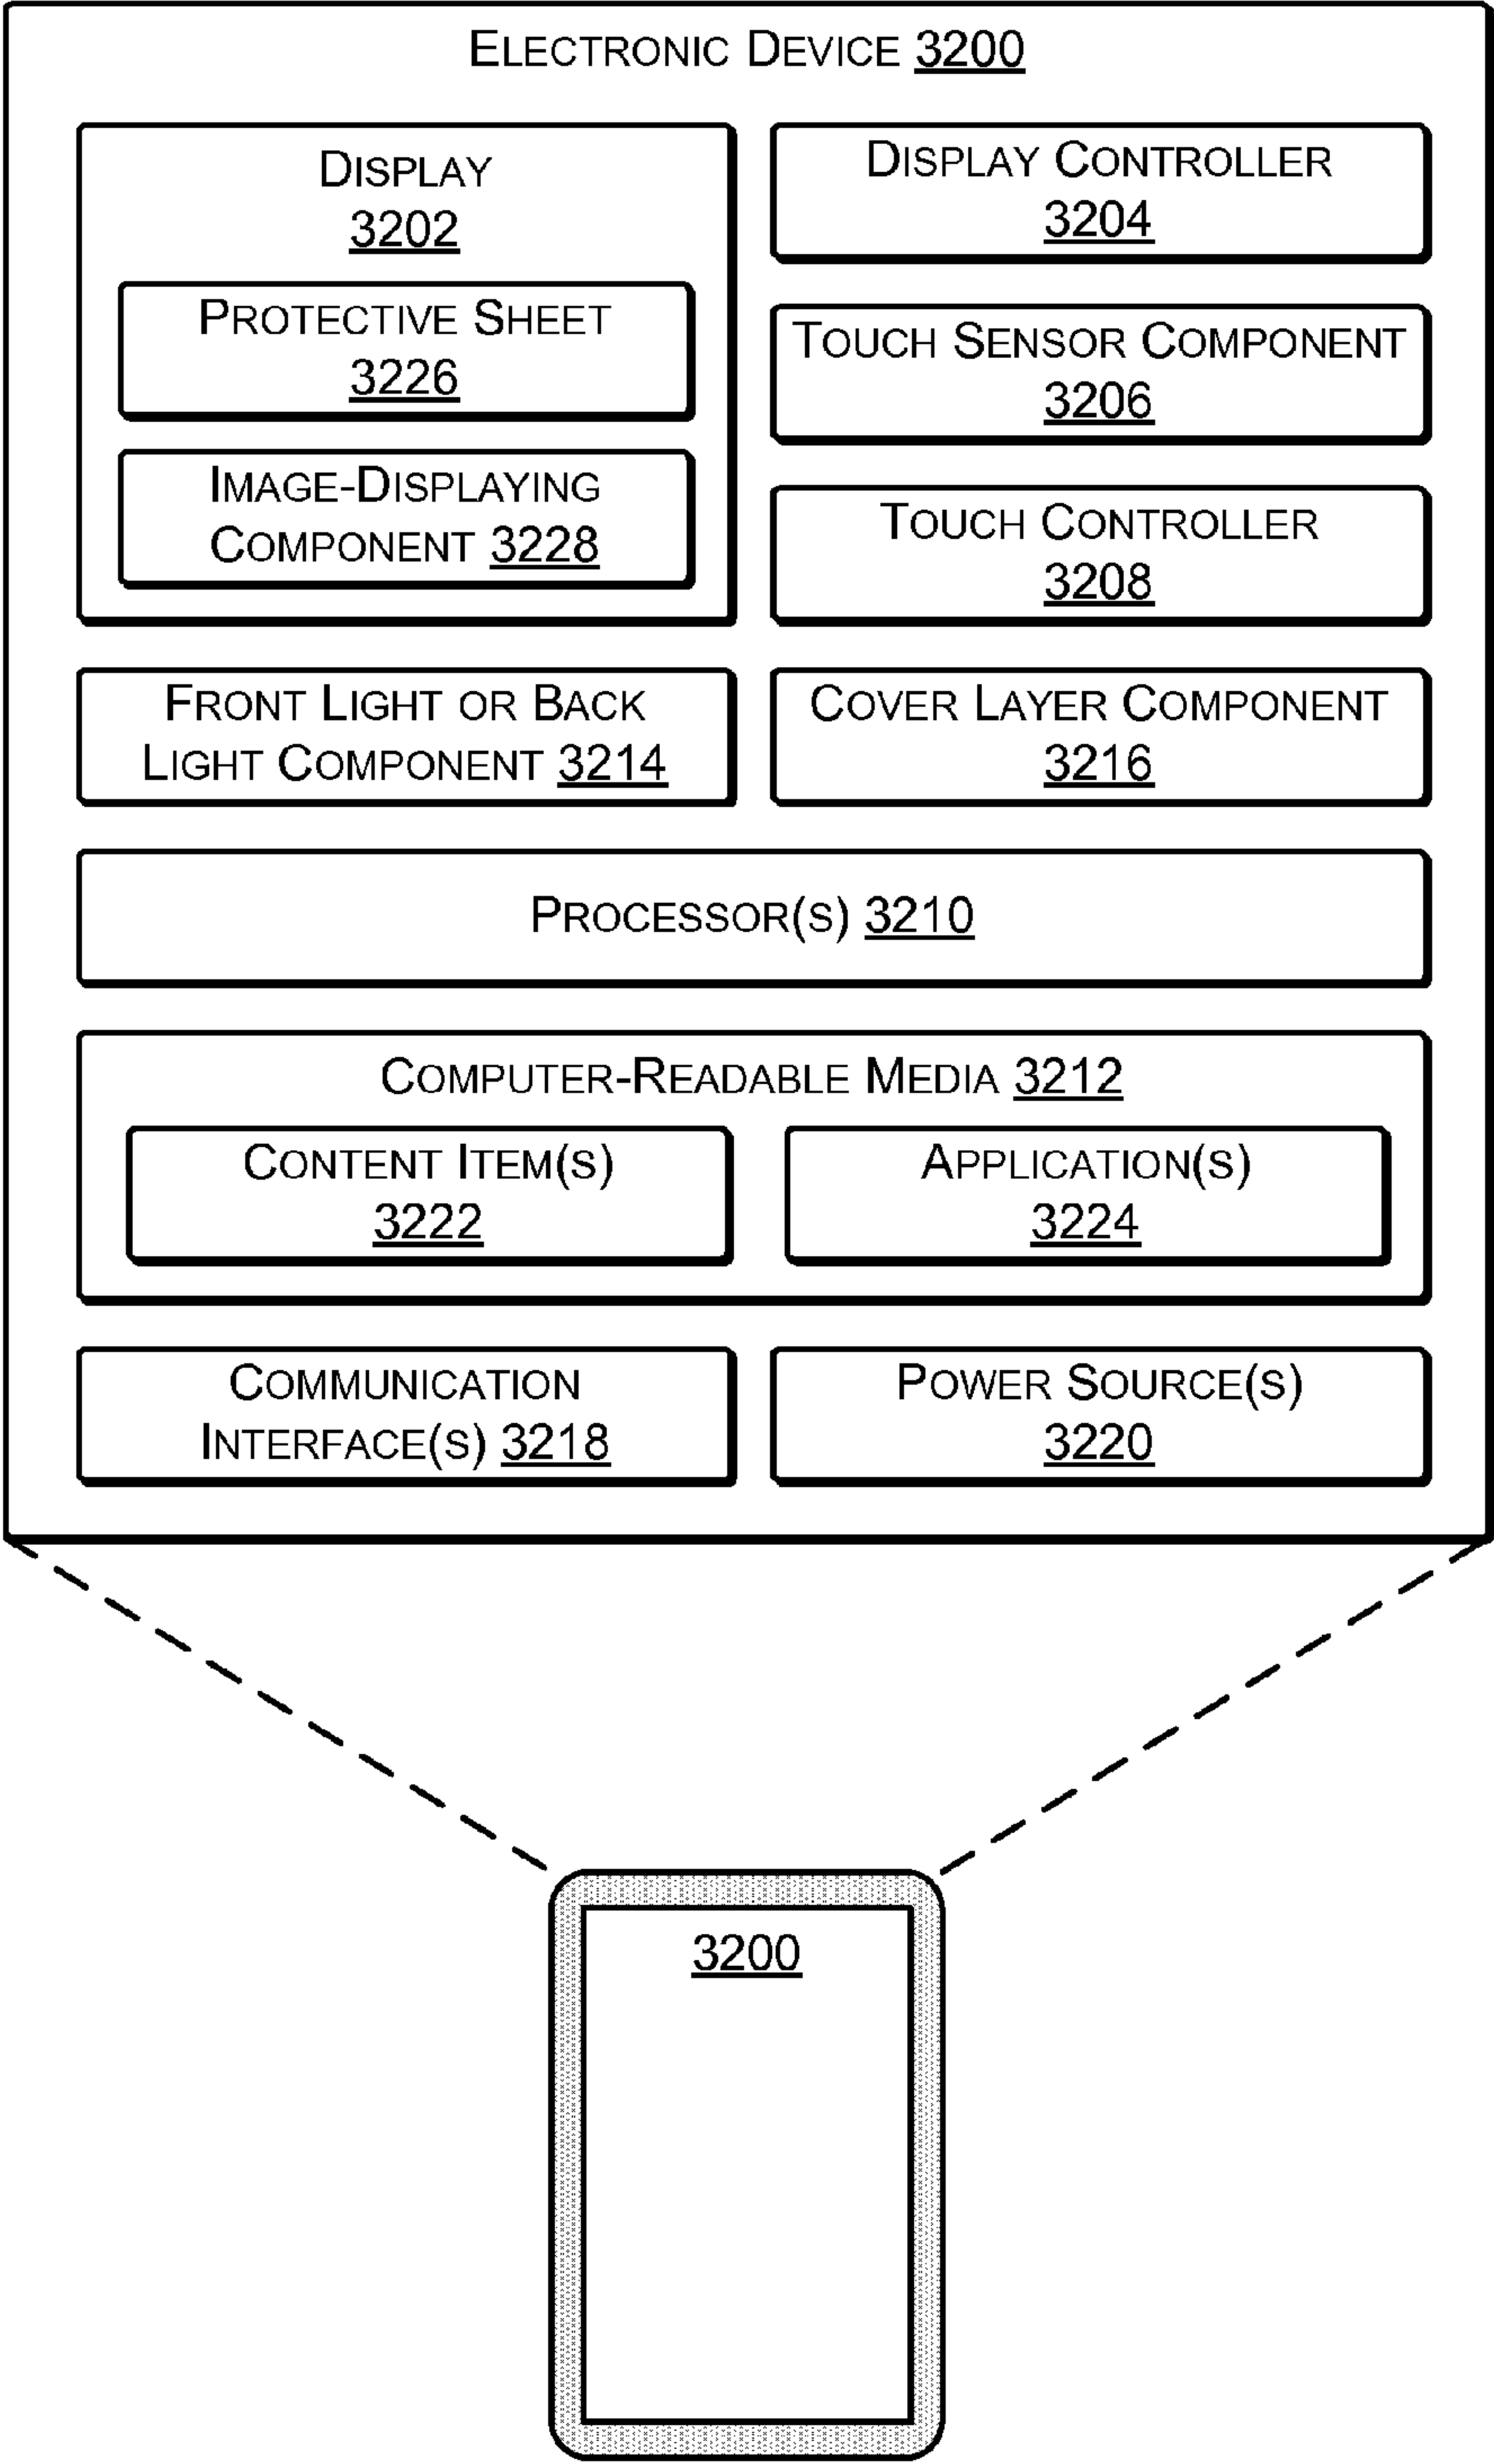 ELECTRONIC DEVICE 3200
DISPLAY
3202
PROTECTIVE SHEET
3226
IMAGE-DISPLAYING
COMPONENT 3228
DISPLAY CONTROLLER
3204
TOUCH SENSOR COMPONENT
3206
TOUCH CONTROLLER
3208
FRONT LIGHT OR BACK
LIGHT COMPONENT 3214
COVER LAYER COMPONENT
3216
PROCESSOR(S) 3210
COMPUTER-READABLE MEDIA 3212
CONTENT ITEM(S)
3222
APPLICATION(S)
3224
COMMUNICATION
INTERFACE(S) 3218
POWER SOURCE(S)
3220
3200